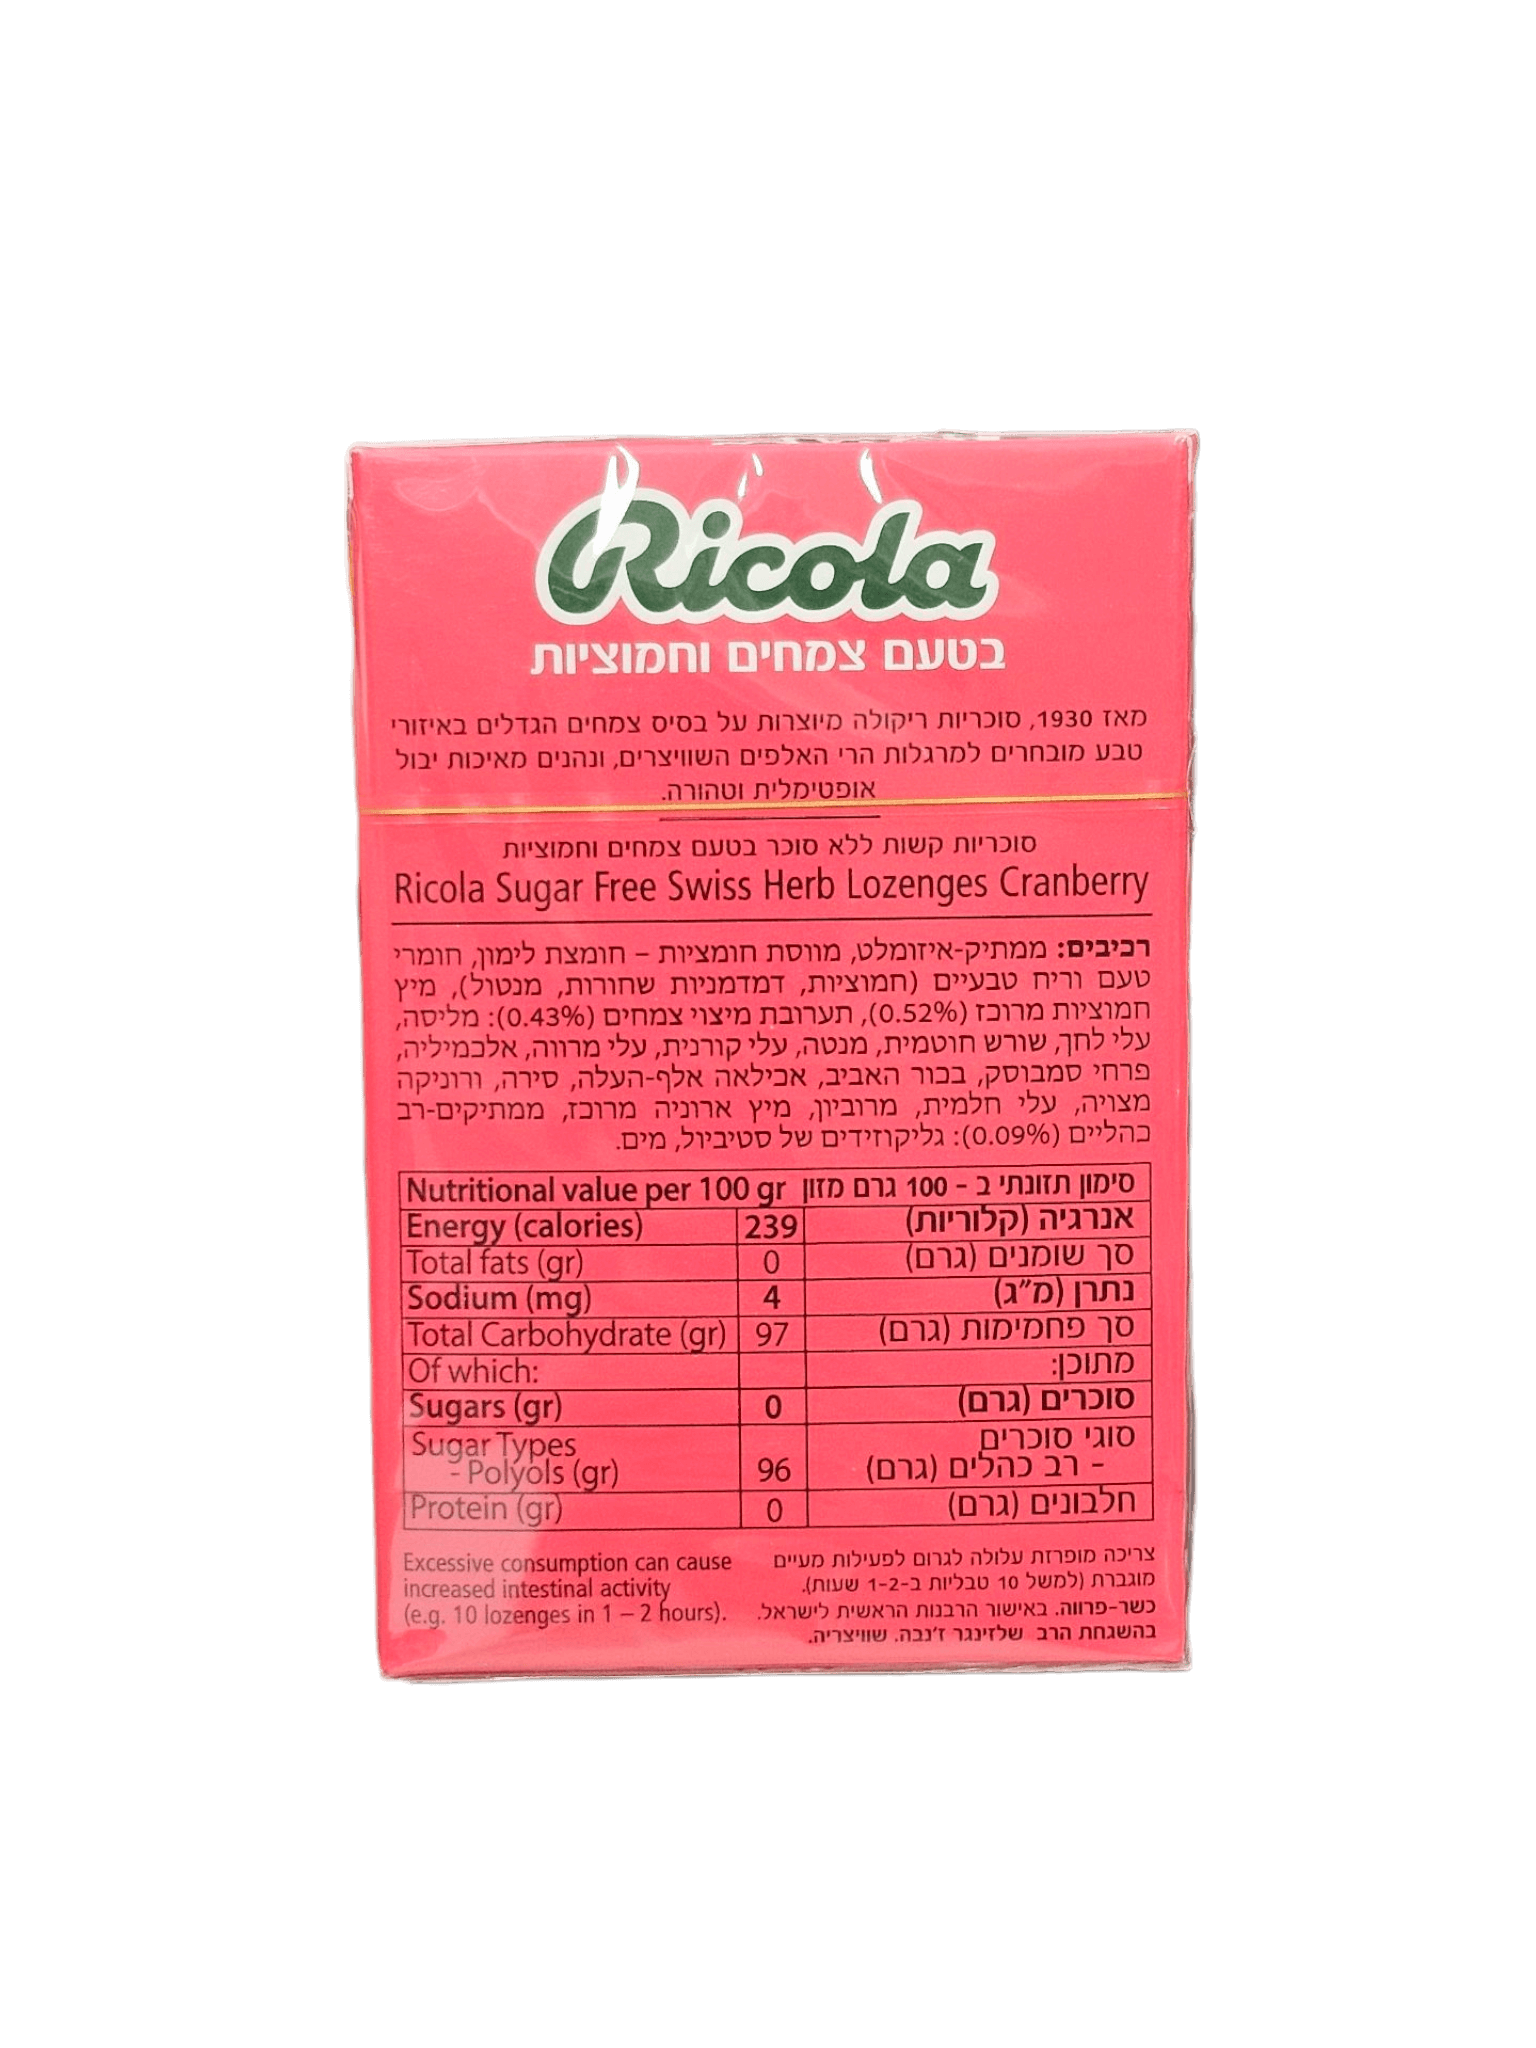 Ricola
בטעם צמחים וחמוציות
מאז 1930, סוכריות ריקולה מיוצרות על בסיס צמחים הגדלים באיזורי
טבע מובחרים למרגלות הרי האלפים השוויצרים, ונהנים מאיכות יבול
אופטימלית וטהורה.
סוכריות קשות ללא סוכר בטעם צמחים וחמוציות
Ricola Sugar Free Swiss Herb Lozenges Cranberry
רכיבים: ממתיק-איזומלט, מווסת חומציות – חומצת לימון, חומרי
טעם וריח טבעיים (חמוציות, דמדמניות שחורות, מנטול), מיץ
חמוציות מרוכז (0.52%), תערובת מיצוי צמחים (0.43%): מליסה,
עלי לחך, שורש חוטמית, מנטה, עלי קורנית, עלי מרווה, אלכמיליה,
פרחי סמבוסק, בכור האביב, אכילאה אלף-העלה, סירה, ורוניקה
מצויה, עלי חלמית, מרוביון, מיץ ארוניה מרוכז, ממתיקים-רב
כהליים (0.09%): גליקוזידים של סטיביול, מים.
Nutritional value per 100 gr סימון תזונתי ב - 100 גרם מזון
Energy (calories) 239 אנרגיה (קלוריות)
Total fats (gr) 0 סך שומנים (גרם)
Sodium (mg) 4 נתרן (מ״ג)
Total Carbohydrate (gr) 97 סך פחמימות (גרם)
Of which: מתוכן:
Sugars (gr) 0 סוכרים (גרם)
Sugar Types סוגי סוכרים
- Polyols (gr) 96 - רב כהלים (גרם)
Protein (gr) 0 חלבונים (גרם)
Excessive consumption can cause
increased intestinal activity
(e.g. 10 lozenges in 1 – 2 hours).
צריכה מופרזת עלולה לגרום לפעילות מעיים
מוגברת (למשל 10 טבליות ב-1-2 שעות).
כשר-פרווה. באישור הרבנות הראשית לישראל.
בהשגחת הרב שלזינגר ז'נבה. שוויצריה.